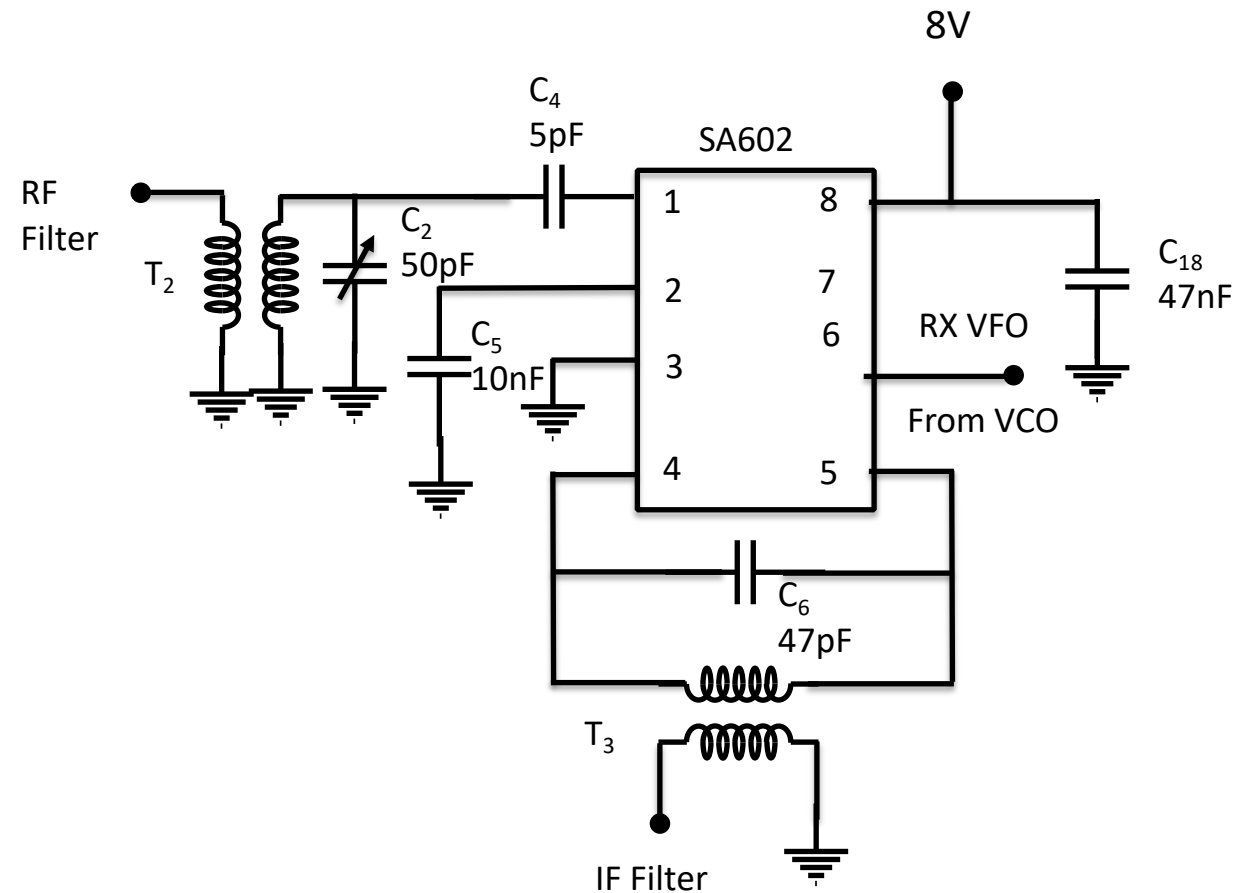 8V
C₄
5pF
SA602
RF
Filter
T₂
C₂
50pF
1
8
C₁₈
47nF
2
7
6
RX VFO
C₅
10nF
3
From VCO
4
5
C₆
47pF
T₃
IF Filter